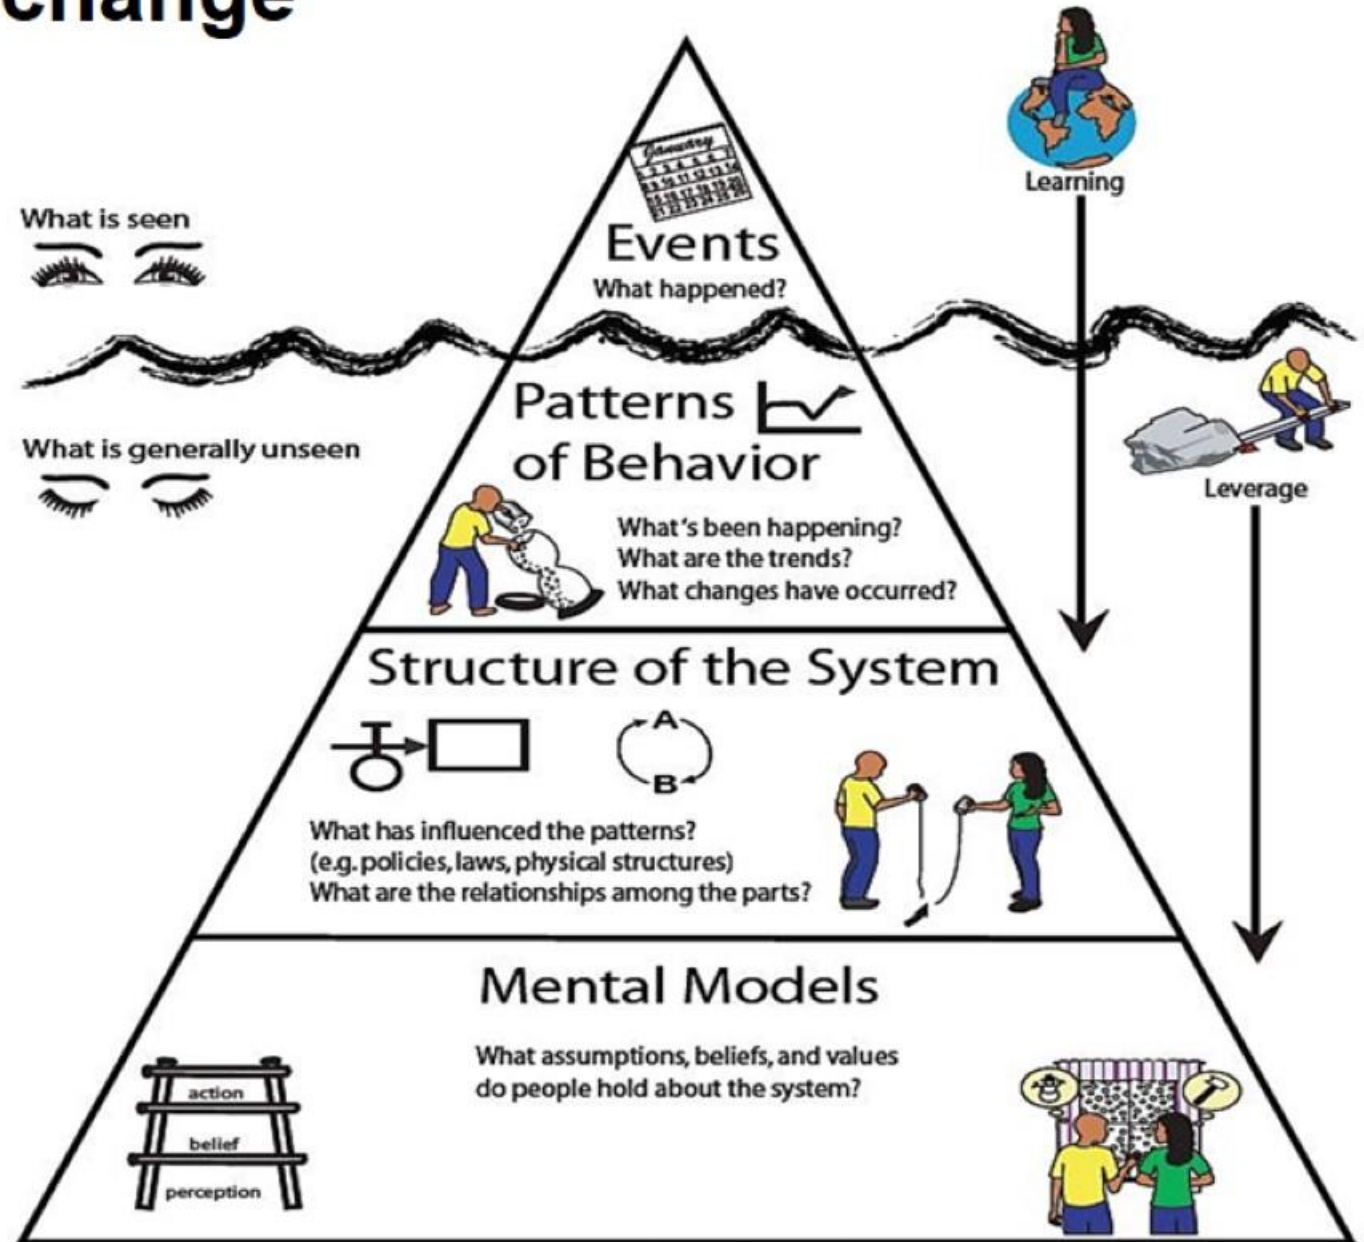 change
Learning
January
What is seen
Events
What happened?
Patterns
of Behavior
What is generally unseen
Leverage
What's been happening?
What are the trends?
What changes have occurred?
Structure of the System
A
B
What has influenced the patterns?
(e.g. policies, laws, physical structures)
What are the relationships among the parts?
Mental Models
What assumptions, beliefs, and values
do people hold about the system?
action
belief
perception